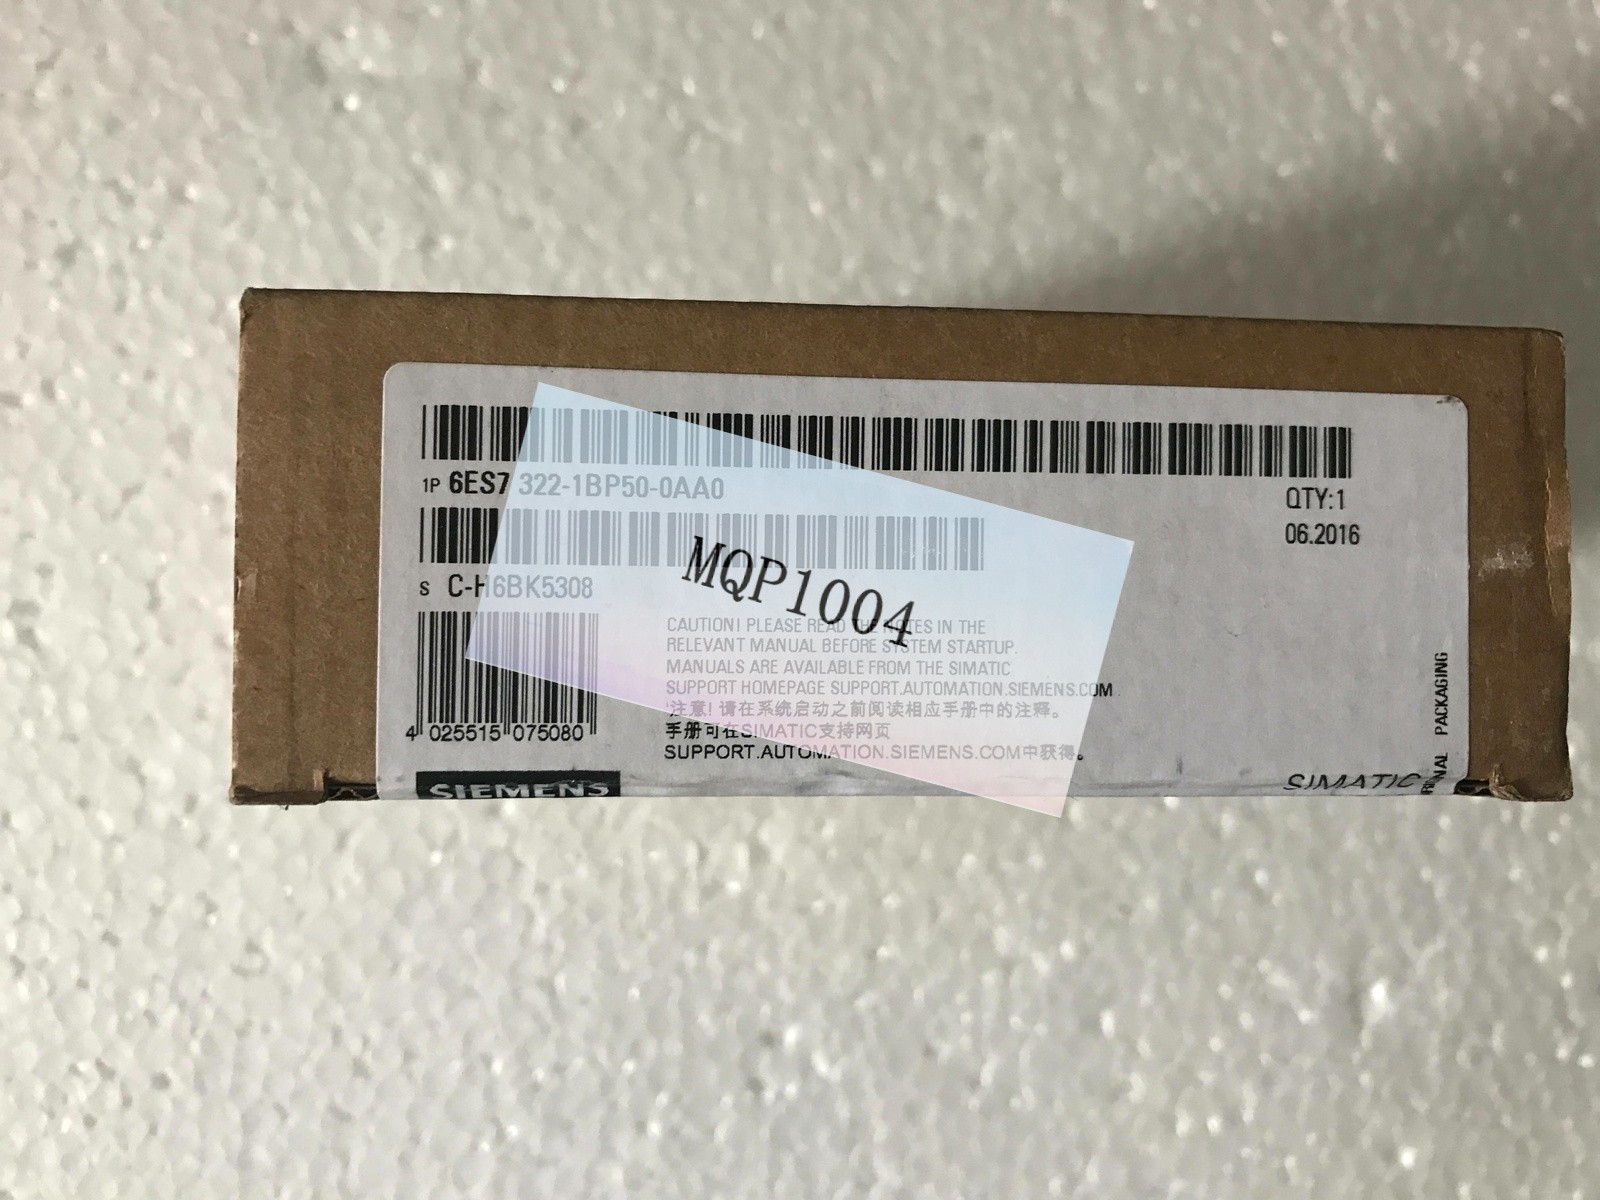 1P 6ES7 322-1BP50-0AA0
QTY:1
06.2016
S C-H6BK5308
MQP1004
CAUTION! PLEASE READ THE NOTES IN THE
RELEVANT MANUAL BEFORE SYSTEM STARTUP.
MANUALS ARE AVAILABLE FROM THE SIMATIC
SUPPORT HOMEPAGE SUPPORT.AUTOMATION.SIEMENS.COM
注意! 请在系统启动之前阅读相应手册中的注释。
手册可在SIMATIC支持网页
SUPPORT.AUTOMATION.SIEMENS.COM中获得。
4 025515 075080
SIEMENS
SIMATIC
PACKAGING